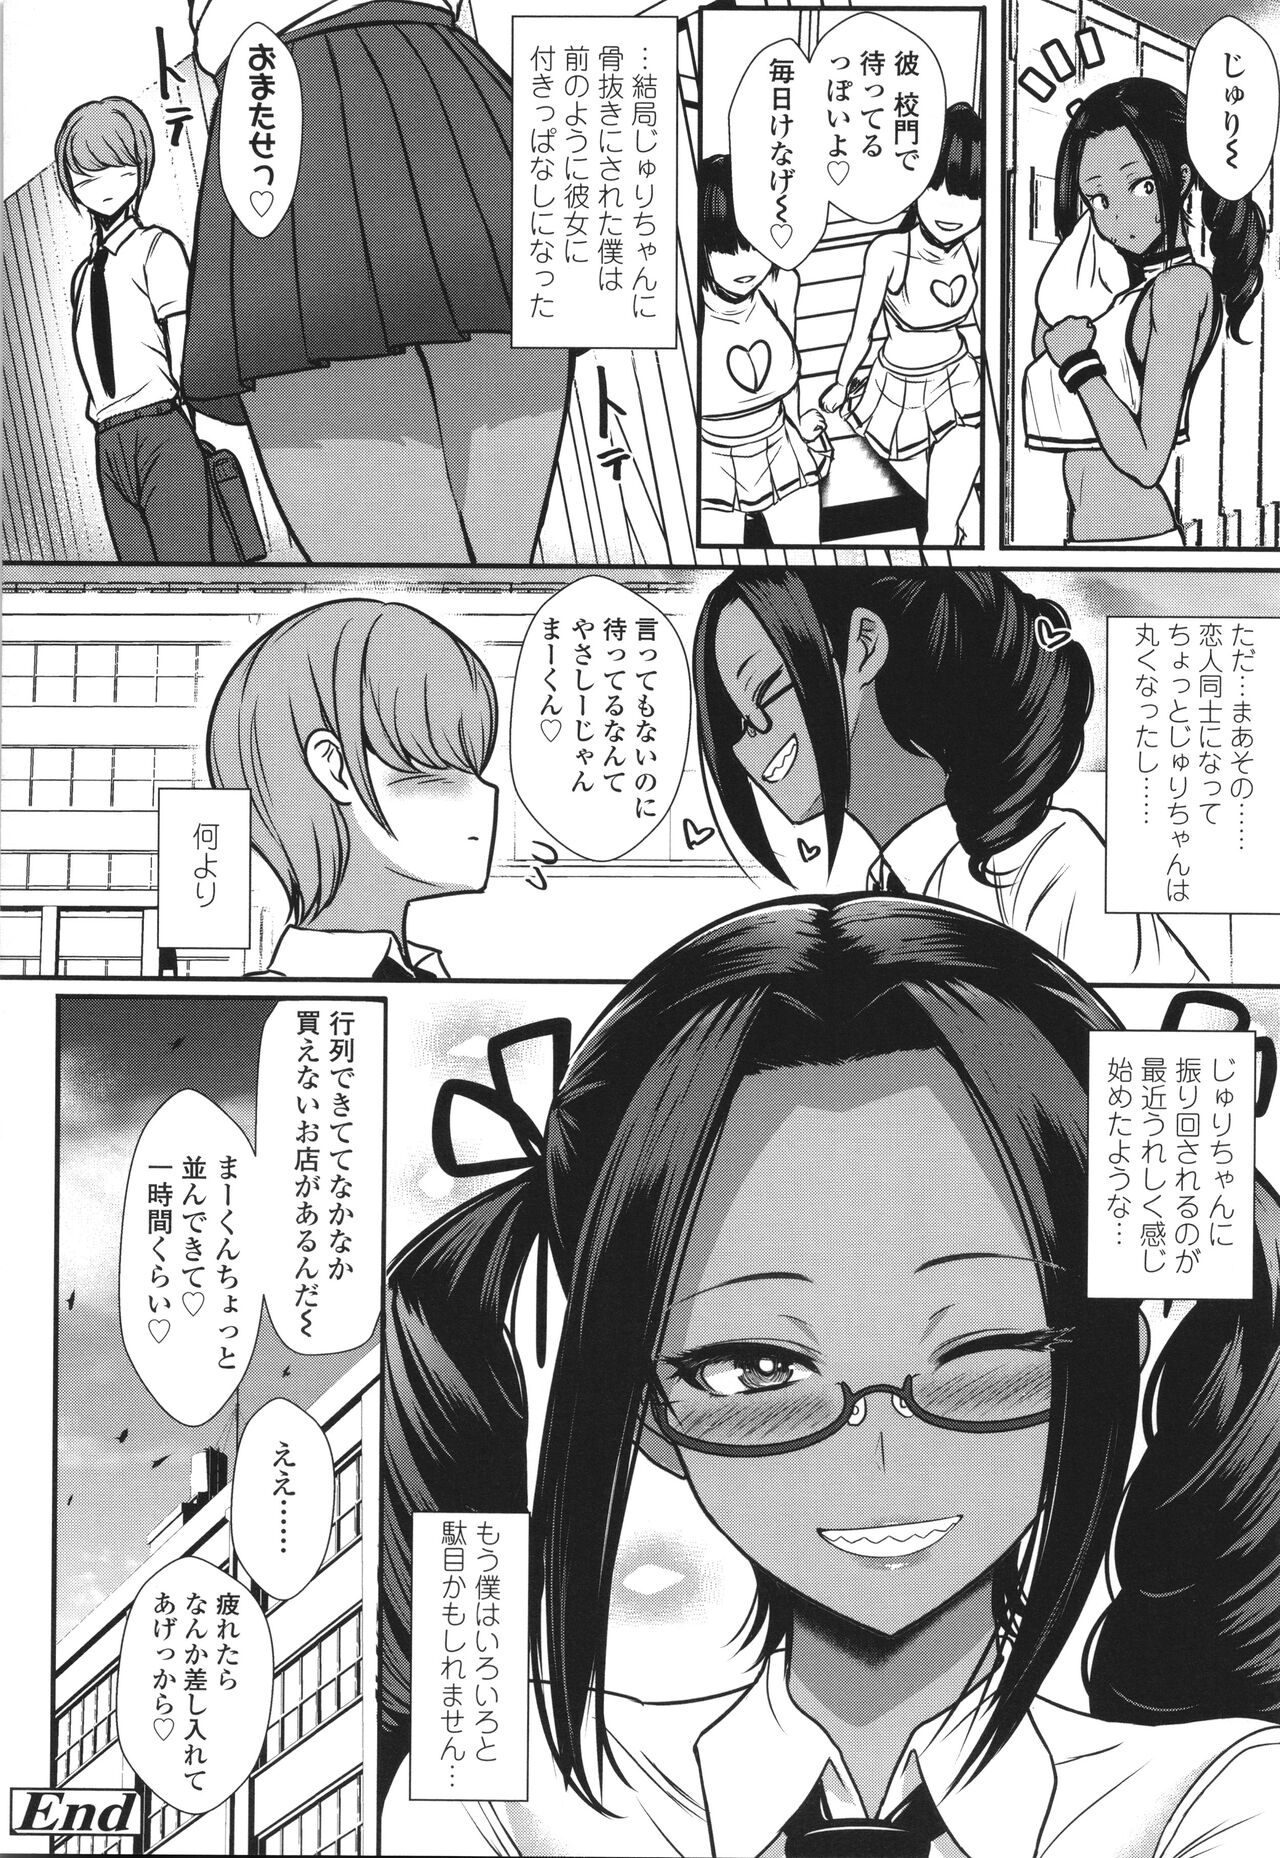 じゅり〜
彼 校門で
待ってる
っぽいよ♡
毎日けなげ〜♡
…結局じゅりちゃんに
骨抜きにされた僕は
前のように彼女に
付きっぱなしになった
おまたせっ♡
トテ
トテ
ただ…まあその……
恋人同士になって
ちょっとじゅりちゃんは
丸くなったし……
言ってもないのに
待ってるなんて
やさしーじゃん
まーくん♡
何より
じゅりちゃんに
振り回されるのが
最近うれしく感じ
始めたような…
行列できててなかなか
買えないお店があるんだ〜
まーくんちょっと
並んできて♡
一時間くらい♡
ええ……
疲れたら
なんか差し入れて
あげっから♡
もう僕はいろいろと
駄目かもしれません…
End